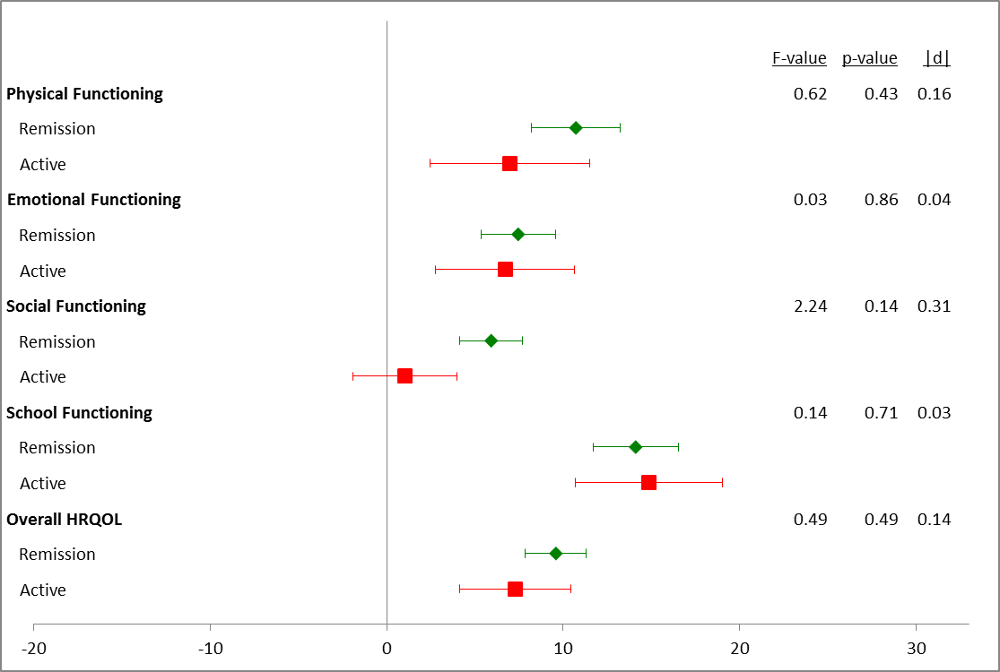 F-value p-value |d|
Physical Functioning 0.62 0.43 0.16
Remission
Active
Emotional Functioning 0.03 0.86 0.04
Remission
Active
Social Functioning 2.24 0.14 0.31
Remission
Active
School Functioning 0.14 0.71 0.03
Remission
Active
Overall HRQOL 0.49 0.49 0.14
Remission
Active
-20 -10 0 10 20 30